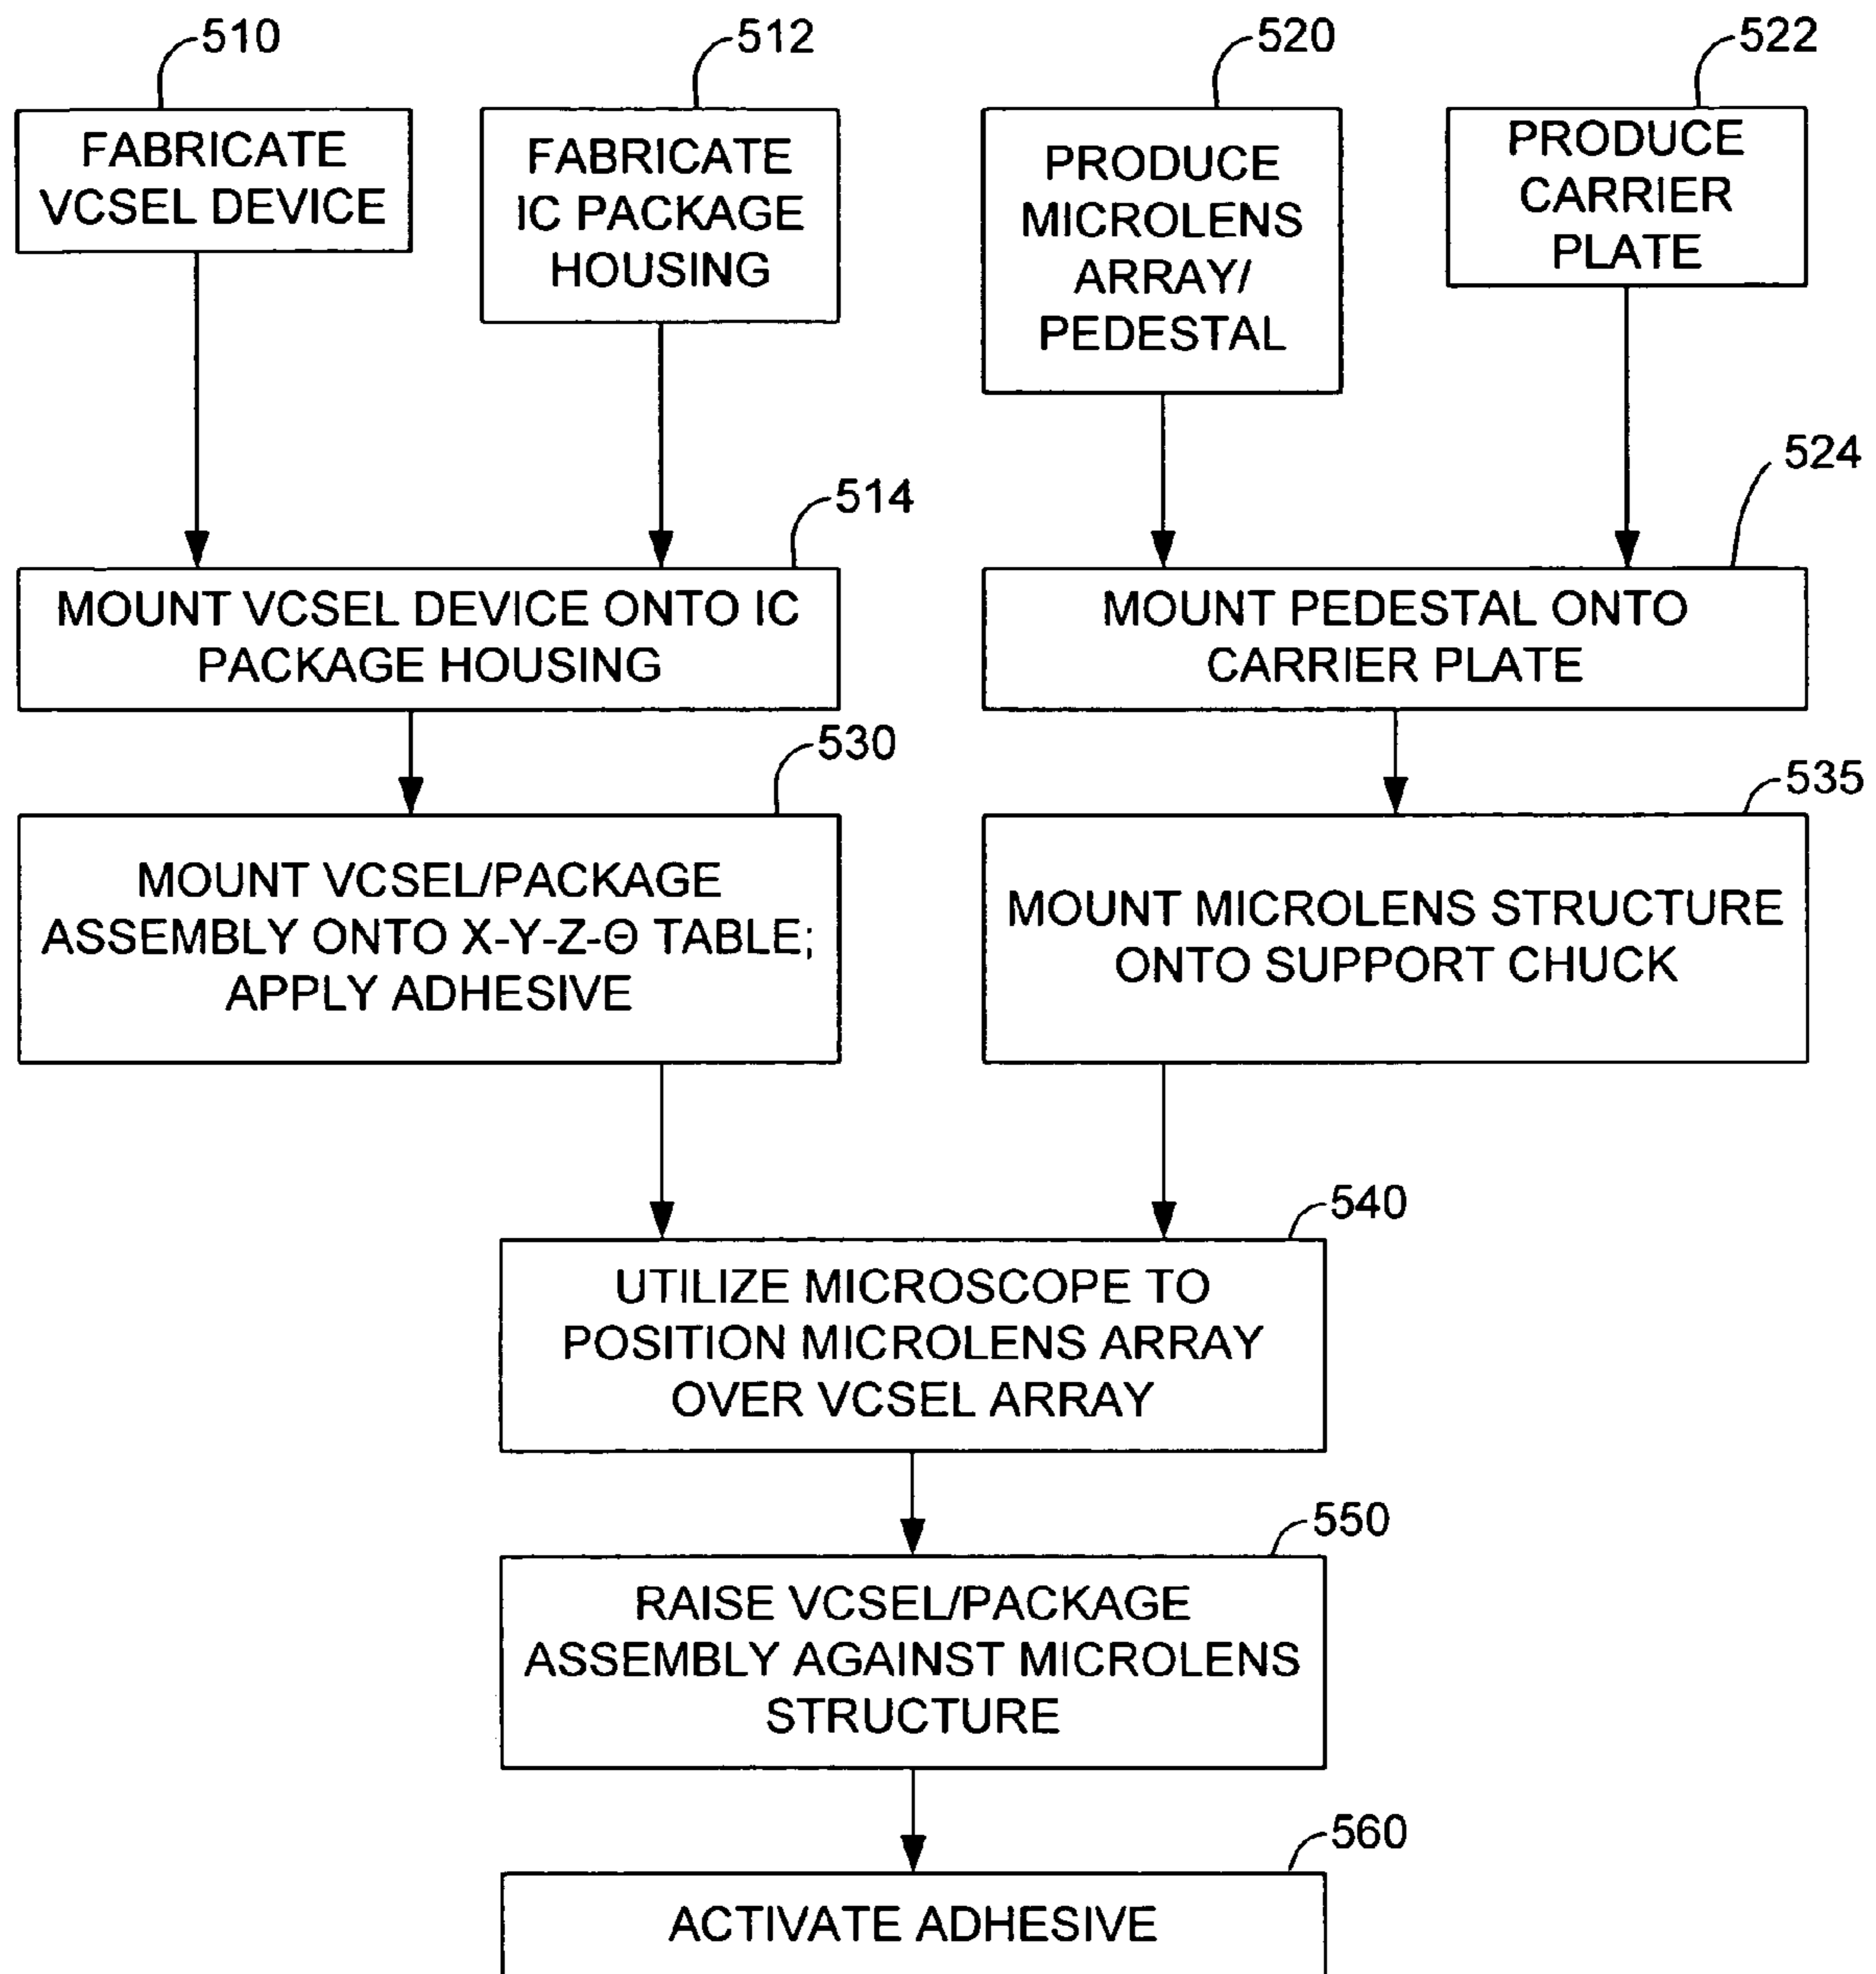 510
512
520
522
FABRICATE
VCSEL DEVICE
FABRICATE
IC PACKAGE
HOUSING
PRODUCE
MICROLENS
ARRAY/
PEDESTAL
PRODUCE
CARRIER
PLATE
514
524
MOUNT VCSEL DEVICE ONTO IC
PACKAGE HOUSING
MOUNT PEDESTAL ONTO
CARRIER PLATE
530
535
MOUNT VCSEL/PACKAGE
ASSEMBLY ONTO X-Y-Z-Θ TABLE;
APPLY ADHESIVE
MOUNT MICROLENS STRUCTURE
ONTO SUPPORT CHUCK
540
UTILIZE MICROSCOPE TO
POSITION MICROLENS ARRAY
OVER VCSEL ARRAY
550
RAISE VCSEL/PACKAGE
ASSEMBLY AGAINST MICROLENS
STRUCTURE
560
ACTIVATE ADHESIVE